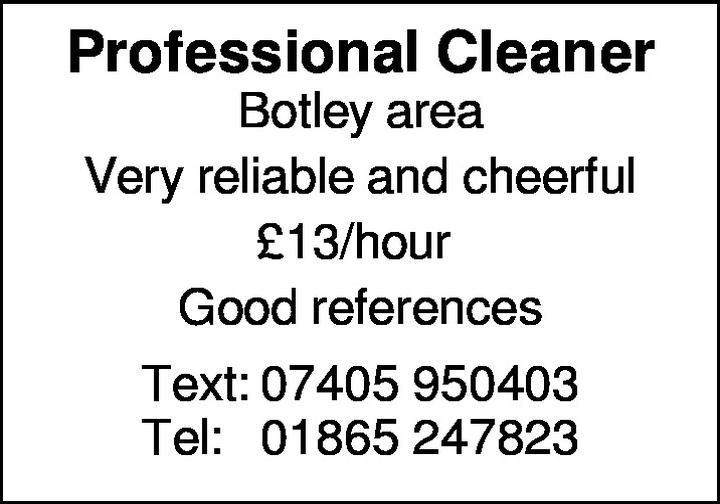 Professional Cleaner
Botley area
Very reliable and cheerful
£13/hour
Good references
Text: 07405 950403
Tel: 01865 247823